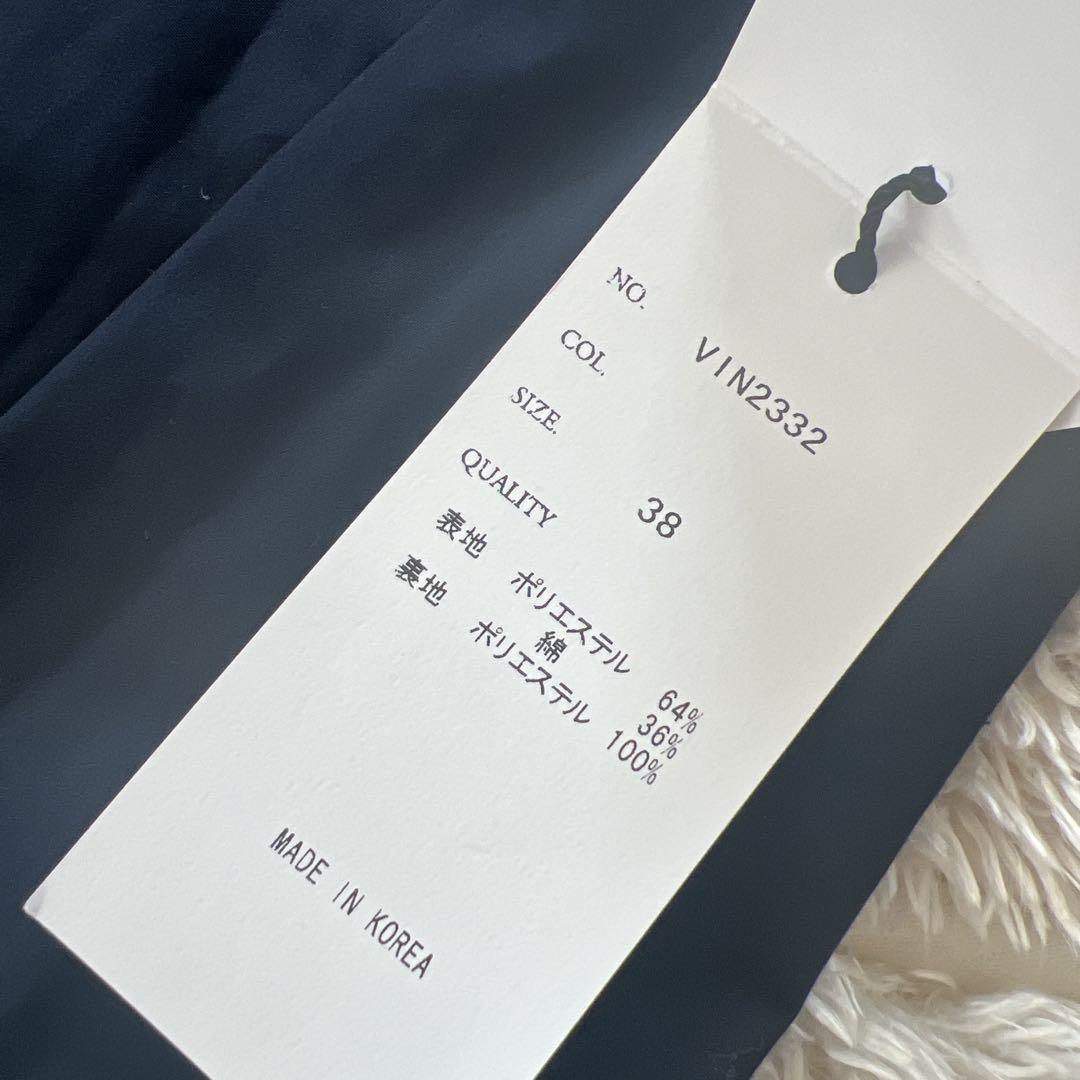 NO. VIN2332
COL.
SIZE. 38
QUALITY
表地 ポリエステル 64%
綿 36%
裏地 ポリエステル 100%
MADE IN KOREA